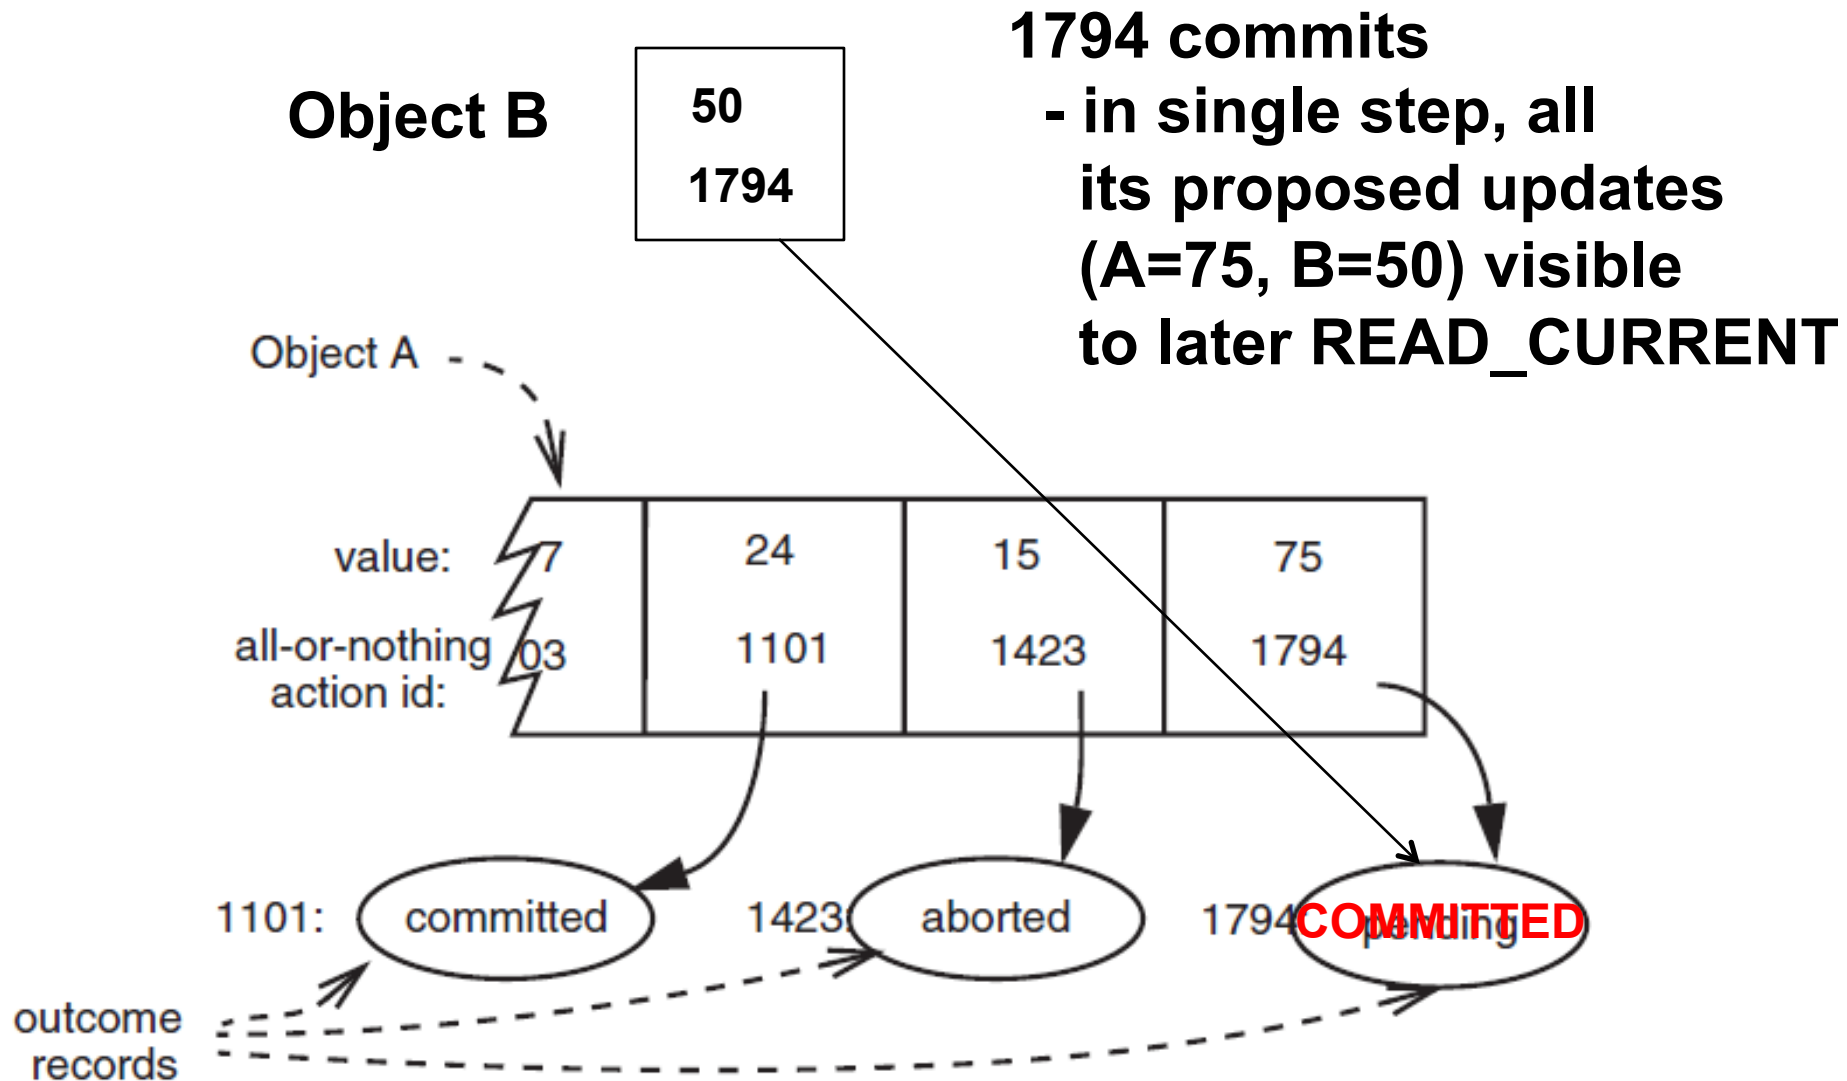 1794 commits
- in single step, all
its proposed updates
(A=75, B=50) visible
to later READ_CURRENT
Object B
50
1794
Object A
value: 7 24 15 75
all-or-nothing
action id: 03 1101 1423 1794
1101: committed 1423: aborted 1794 COMMITTED pending
outcome
records